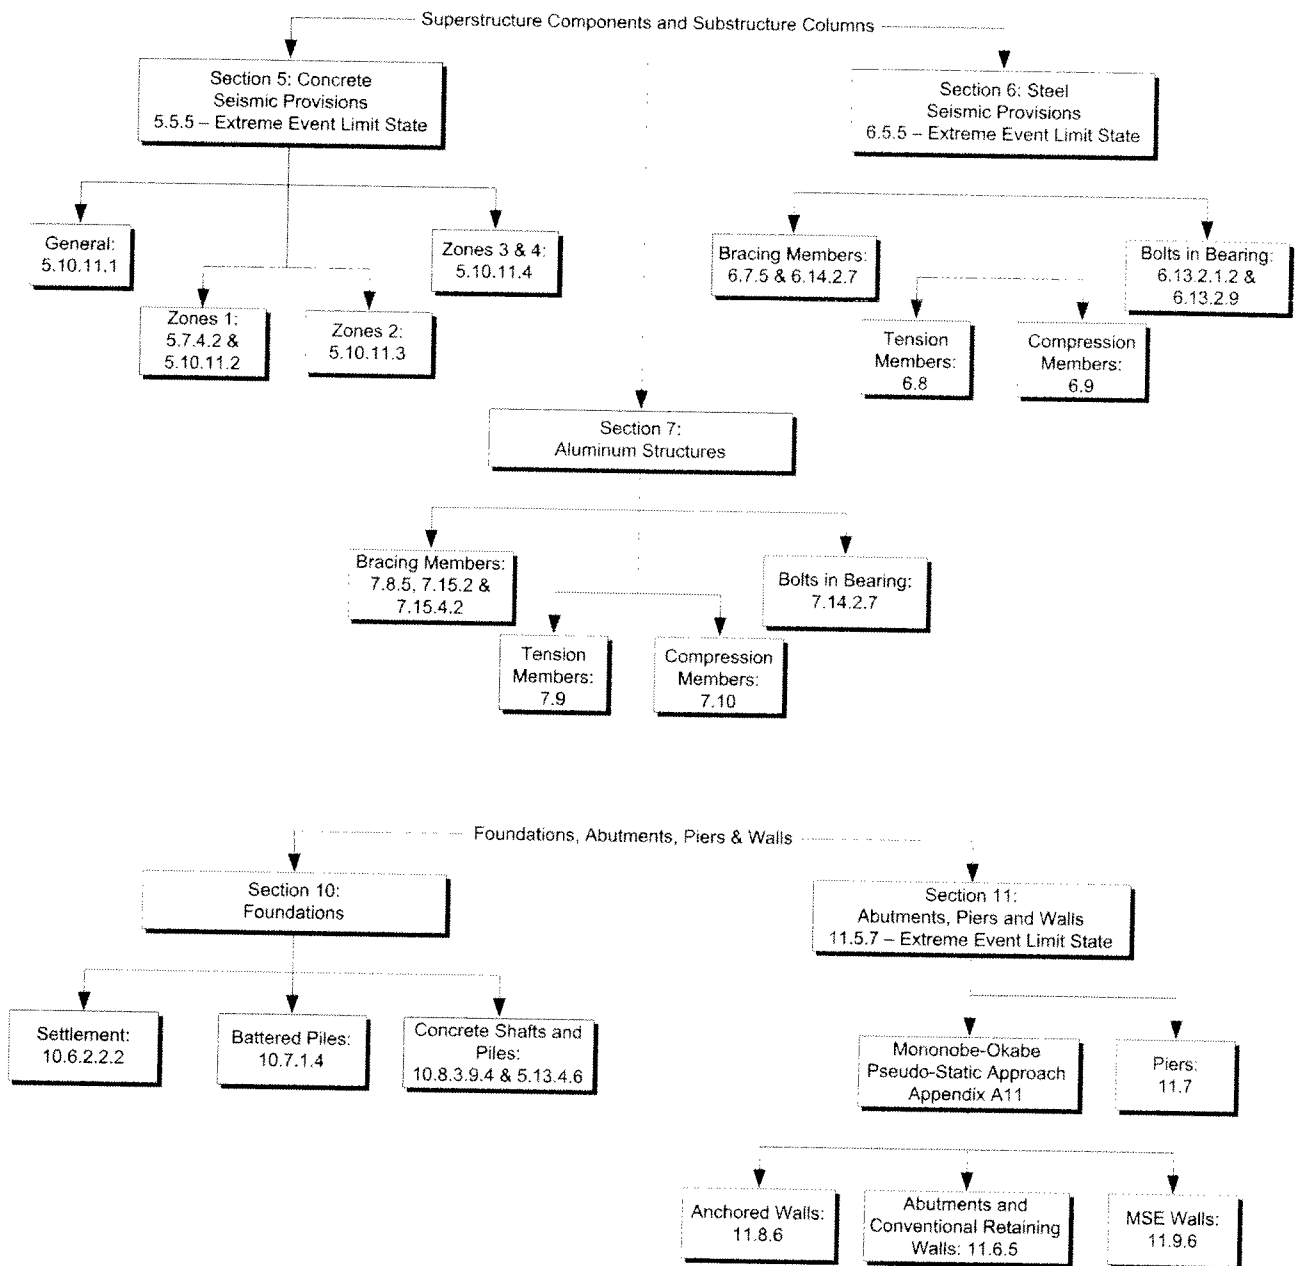 Superstructure Components and Substructure Columns
Section 5: Concrete
Seismic Provisions
5.5.5 – Extreme Event Limit State
Section 6: Steel
Seismic Provisions
6.5.5 – Extreme Event Limit State
General:
5.10.11.1
Zones 1:
5.7.4.2 &
5.10.11.2
Zones 2:
5.10.11.3
Zones 3 & 4:
5.10.11.4
Bracing Members:
6.7.5 & 6.14.2.7
Tension
Members:
6.8
Compression
Members:
6.9
Bolts in Bearing:
6.13.2.1.2 &
6.13.2.9
Section 7:
Aluminum Structures
Bracing Members:
7.8.5, 7.15.2 &
7.15.4.2
Tension
Members:
7.9
Compression
Members:
7.10
Bolts in Bearing:
7.14.2.7
Foundations, Abutments, Piers & Walls
Section 10:
Foundations
Section 11:
Abutments, Piers and Walls
11.5.7 – Extreme Event Limit State
Settlement:
10.6.2.2.2
Battered Piles:
10.7.1.4
Concrete Shafts and
Piles:
10.8.3.9.4 & 5.13.4.6
Mononobe-Okabe
Pseudo-Static Approach
Appendix A11
Piers:
11.7
Anchored Walls:
11.8.6
Abutments and
Conventional Retaining
Walls: 11.6.5
MSE Walls:
11.9.6